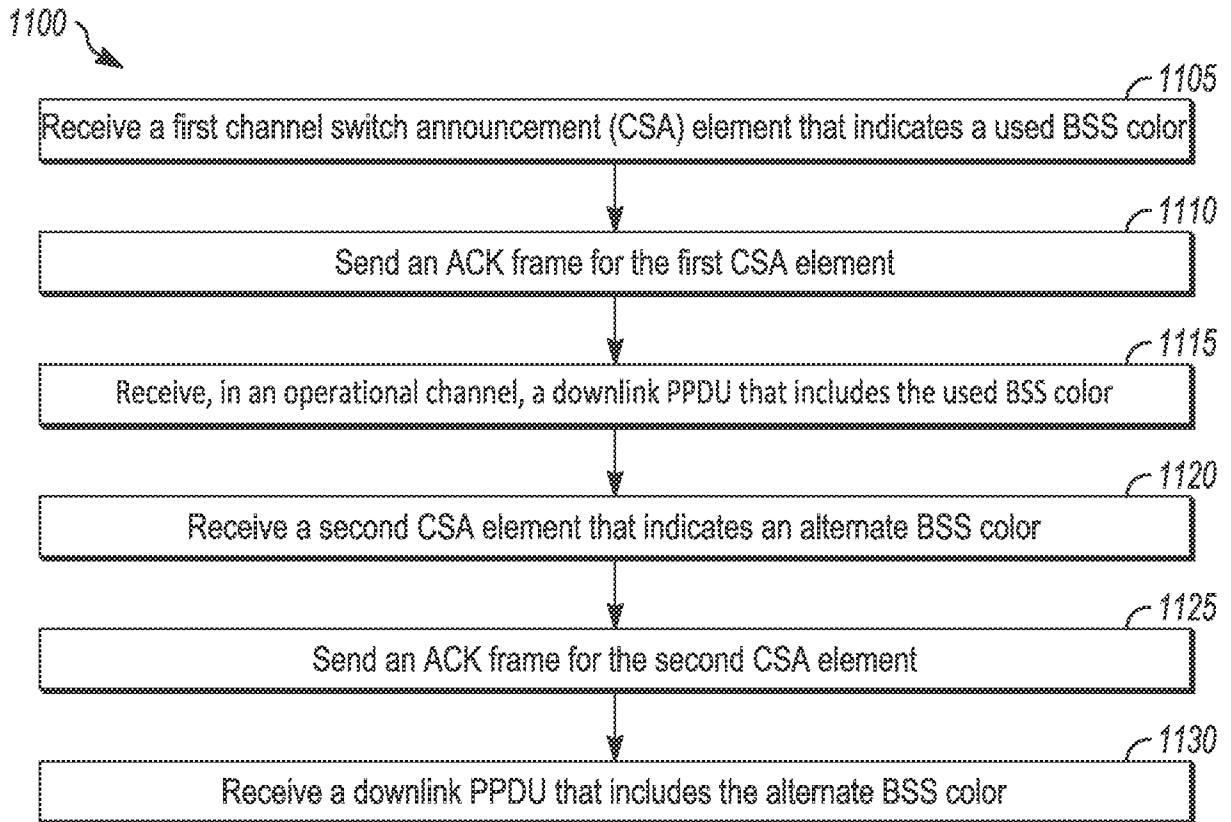 1100
1105
Receive a first channel switch announcement (CSA) element that indicates a used BSS color
1110
Send an ACK frame for the first CSA element
1115
Receive, in an operational channel, a downlink PPDU that includes the used BSS color
1120
Receive a second CSA element that indicates an alternate BSS color
1125
Send an ACK frame for the second CSA element
1130
Receive a downlink PPDU that includes the alternate BSS color